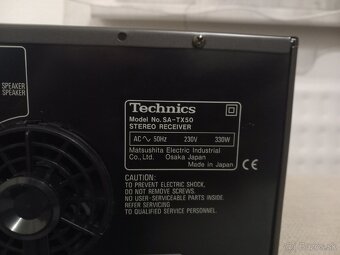 SPEAKER
SPEAKER
Technics
Model No. SA-TX50
STEREO RECEIVER
AC 50Hz 230V 330W
Matsushita Electric Industrial
Co., Ltd. Osaka Japan
Made in Japan
CE
CAUTION:
TO PREVENT ELECTRIC SHOCK,
DO NOT REMOVE SCREWS.
NO USER-SERVICEABLE PARTS INSIDE.
REFER SERVICING
TO QUALIFIED SERVICE PERSONNEL.
bazos.sk